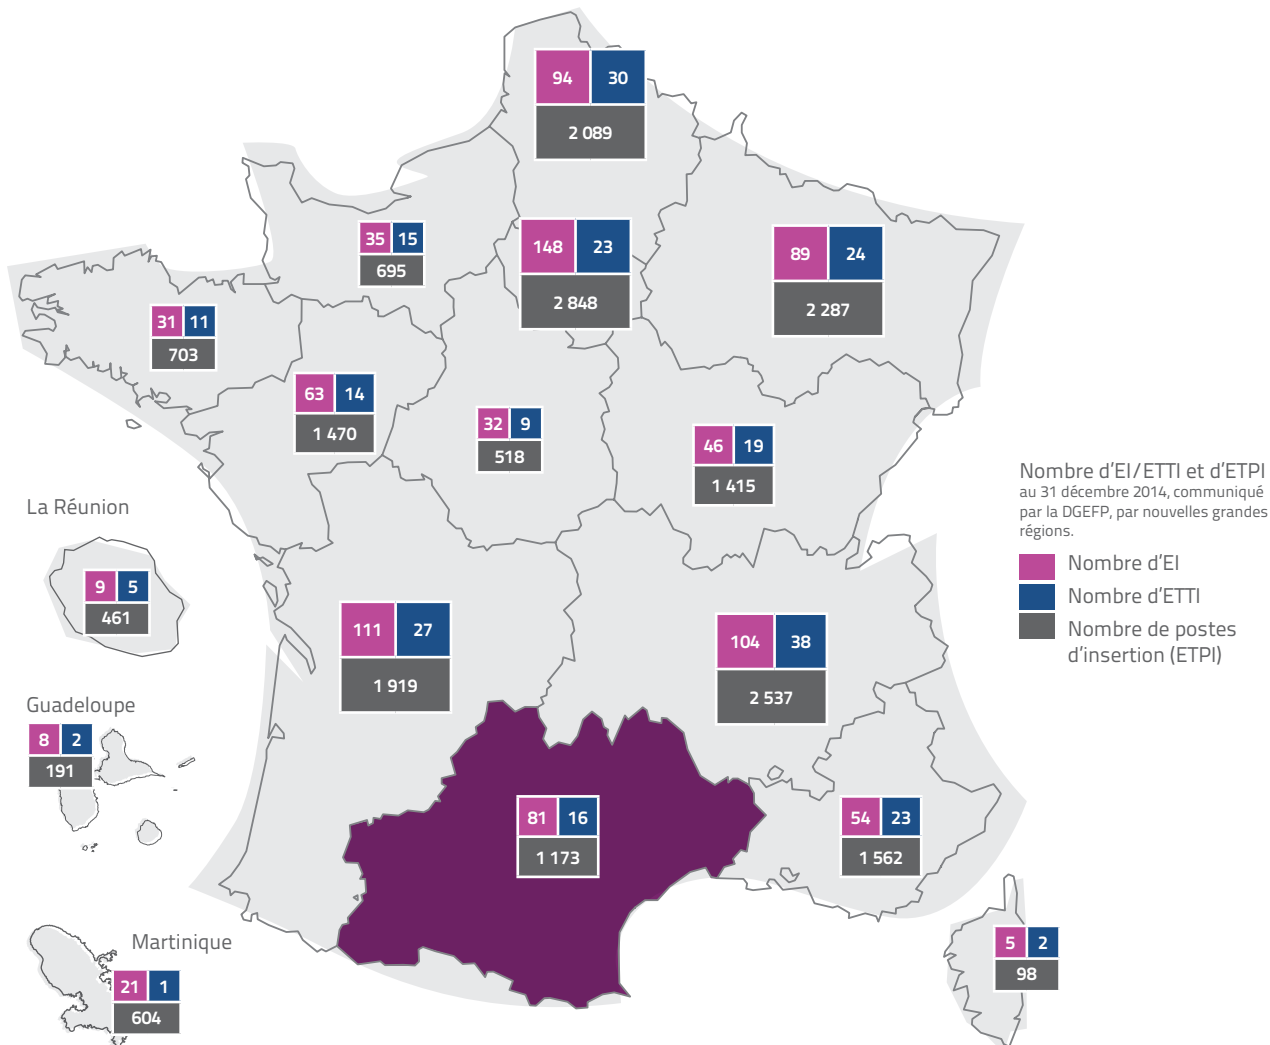 94 30
2 089
35 15
695
148 23
2 848
89 24
2 287
31 11
703
63 14
1 470
32 9
518
46 19
1 415
Nombre d'EI/ETTI et d'ETPI
au 31 décembre 2014, communiqué
par la DGEFP, par nouvelles grandes
régions.
Nombre d'EI
Nombre d'ETTI
Nombre de postes
d'insertion (ETPI)
La Réunion
9 5
461
111 27
1 919
104 38
2 537
Guadeloupe
8 2
191
81 16
1 173
54 23
1 562
Martinique
21 1
604
5 2
98